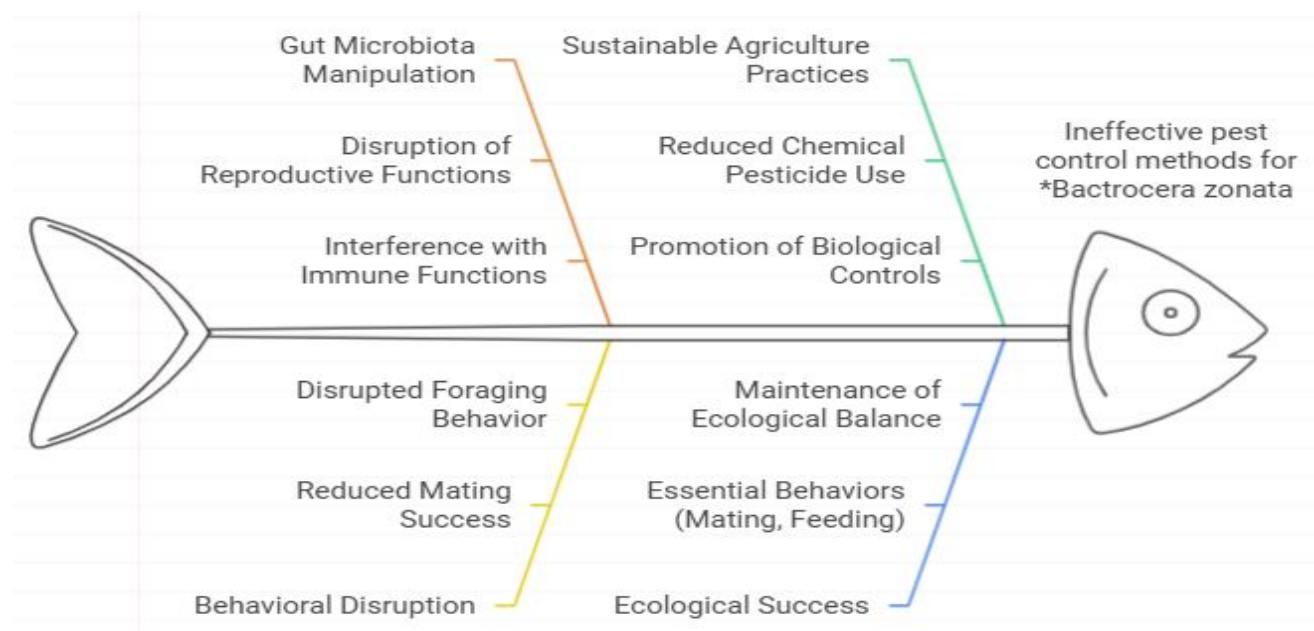 Gut Microbiota
Manipulation
Disruption of
Reproductive Functions
Interference with
Immune Functions
Sustainable Agriculture
Practices
Reduced Chemical
Pesticide Use
Promotion of Biological
Controls
Ineffective pest
control methods for
*Bactrocera zonata
Disrupted Foraging
Behavior
Reduced Mating
Success
Behavioral Disruption
Maintenance of
Ecological Balance
Essential Behaviors
(Mating, Feeding)
Ecological Success